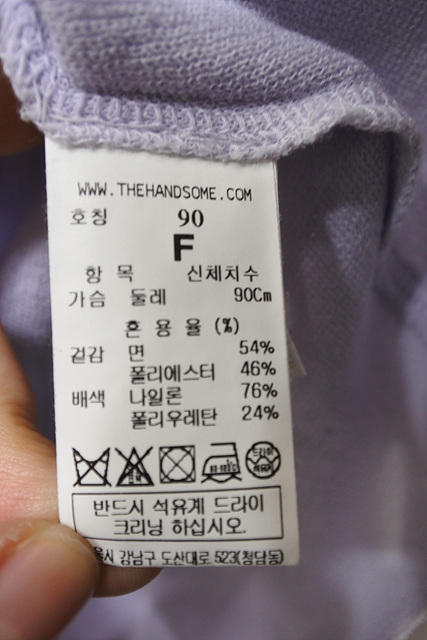 WWW.THEHANDSOME.COM
호칭 90
F
항 목 신체치수
가슴 둘레 90Cm
혼 용 율 (%)
겉감 면 54%
폴리에스터 46%
배색 나일론 76%
폴리우레탄 24%
드라이
반드시 석유계 드라이
크리닝 하십시오.
강남구 도산대로 523(청담동)